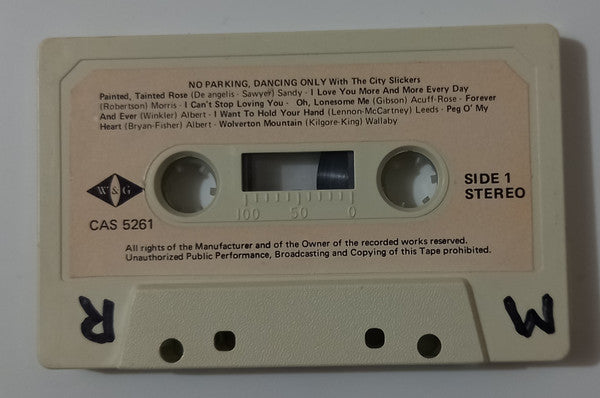 NO PARKING, DANCING ONLY With The City Slickers
Painted, Tainted Rose (De angelis - Sawyer) Sandy - I Love You More And More Every Day
(Robertson) Morris - I Can't Stop Loving You - Oh, Lonesome Me (Gibson) Acuff-Rose - Forever
And Ever (Winkler) Albert - I Want To Hold Your Hand (Lennon-McCartney) Leeds - Peg O' My
Heart (Bryan-Fisher) Albert - Wolverton Mountain (Kilgore-King) Wallaby
W & G
CAS 5261
100 50 0
SIDE 1
STEREO
All rights of the Manufacturer and of the Owner of the recorded works reserved.
Unauthorized Public Performance, Broadcasting and Copying of this Tape prohibited.
R M